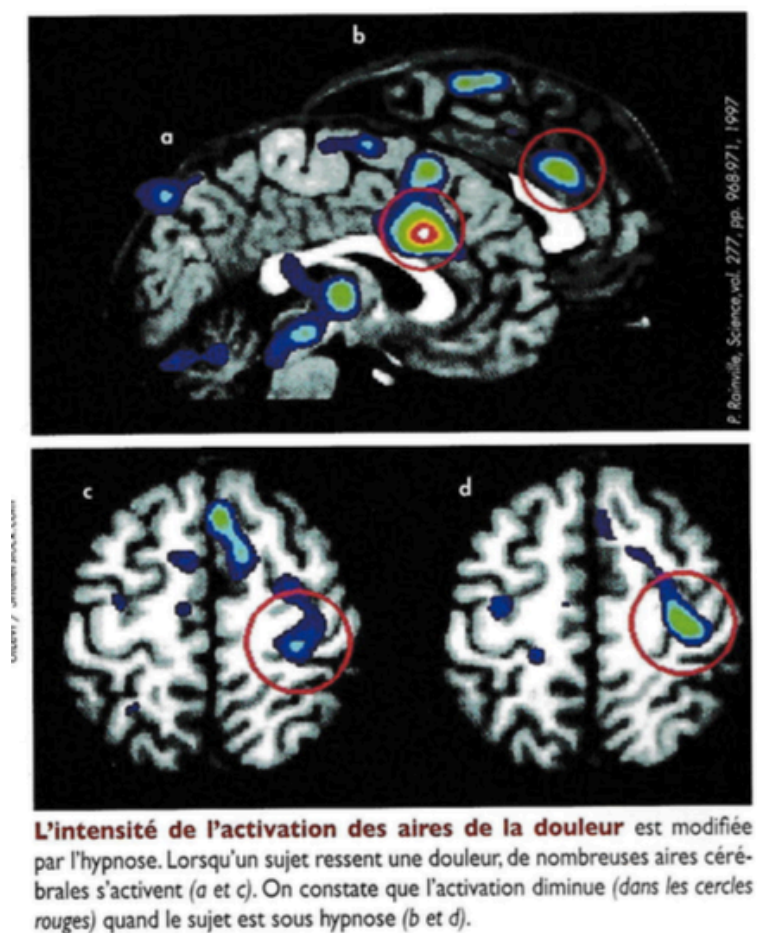 b
a
P. Rainville, Science, vol. 277, pp. 968-971, 1997
c
d
L'intensité de l'activation des aires de la douleur est modifiée
par l'hypnose. Lorsqu'un sujet ressent une douleur, de nombreuses aires céré-
brales s'activent (a et c). On constate que l'activation diminue (dans les cercles
rouges) quand le sujet est sous hypnose (b et d).